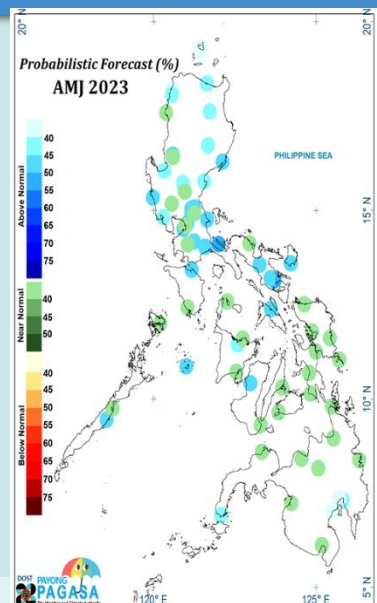 20° N
20° N
Probabilistic Forecast (%)
AMJ 2023
PHILIPPINE SEA
Above Normal
40
45
50
55
60
65
70
75
15° N
15° N
Near Normal
40
45
50
Below Normal
40
45
50
55
60
65
70
75
10° N
10° N
5° N
DOST
PAYONG
PAGASA
120° E
125° E